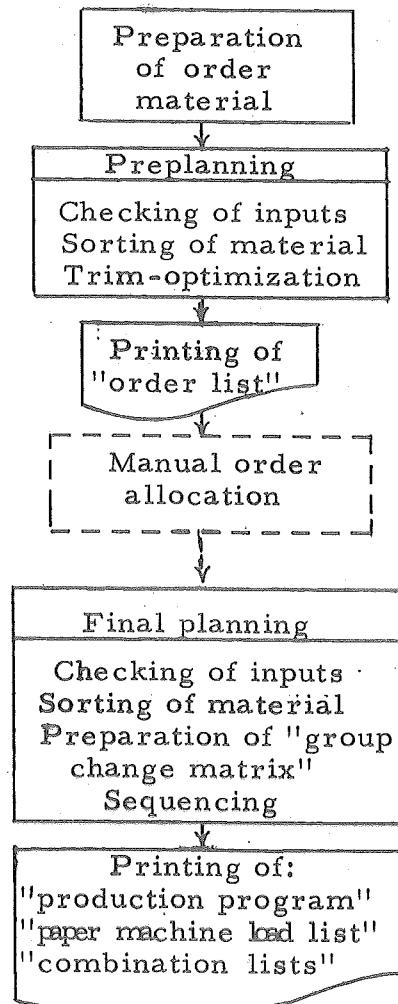 Preparation
of order
material
Preplanning
Checking of inputs
Sorting of material
Trim-optimization
Printing of
"order list"
Manual order
allocation
Final planning
Checking of inputs
Sorting of material
Preparation of "group
change matrix"
Sequencing
Printing of:
"production program"
"paper machine load list"
"combination lists"